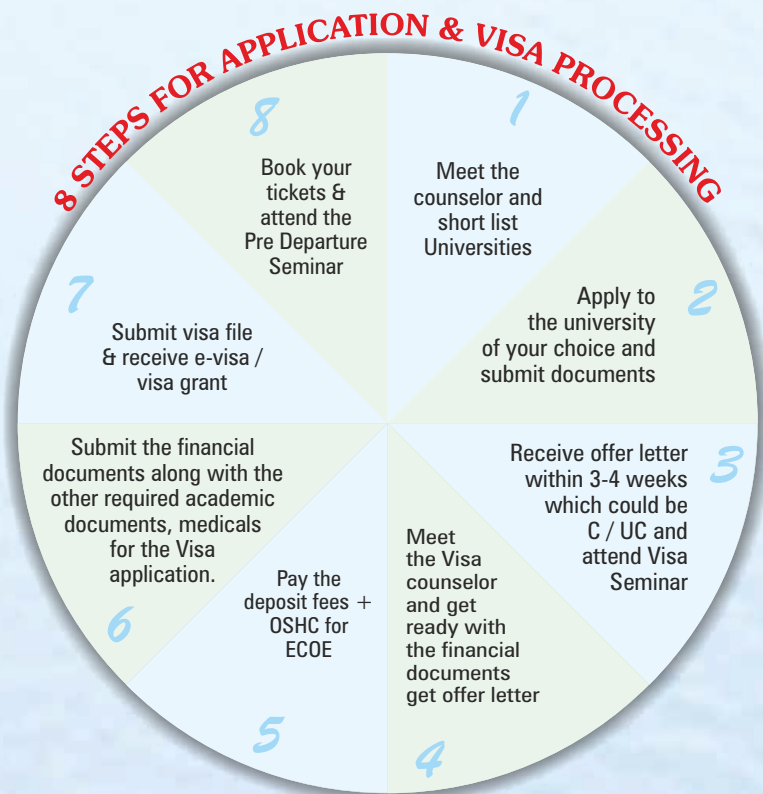 8 STEPS FOR APPLICATION & VISA PROCESSING
1
Meet the
counselor and
short list
Universities
2
Apply to
the university
of your choice and
submit documents
3
Receive offer letter
within 3-4 weeks
which could be
C / UC and
attend Visa
Seminar
4
Meet
the Visa
counselor
and get
ready with
the financial
documents
get offer letter
5
Pay the
deposit fees +
OSHC for
ECOE
6
Submit the financial
documents along with the
other required academic
documents, medicals
for the Visa
application.
7
Submit visa file
& receive e-visa /
visa grant
8
Book your
tickets &
attend the
Pre Departure
Seminar